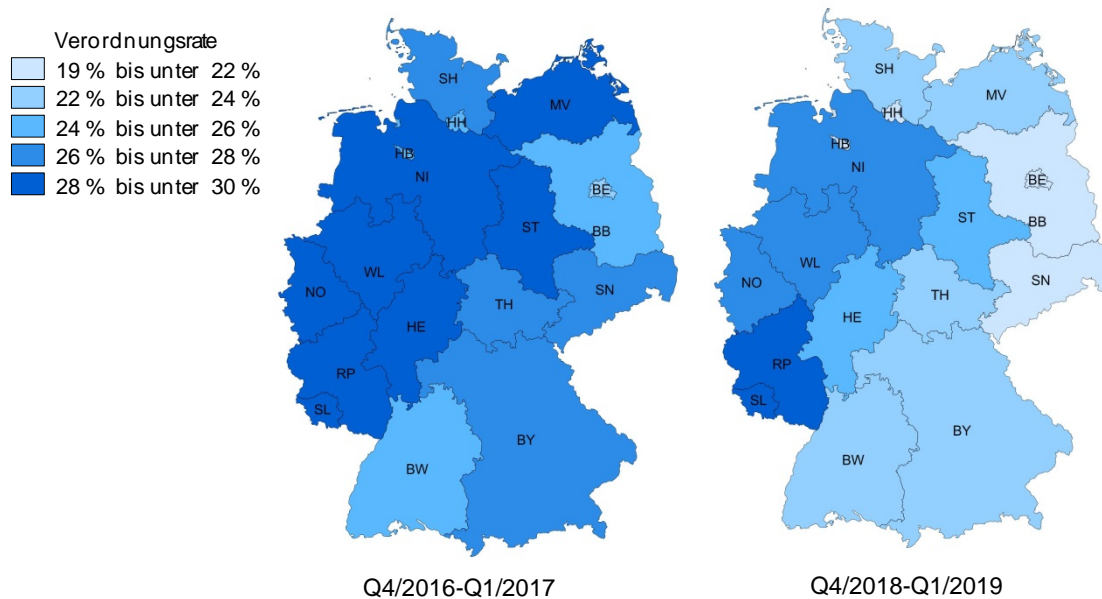 Verordnungsrate
19 % bis unter 22 %
22 % bis unter 24 %
24 % bis unter 26 %
26 % bis unter 28 %
28 % bis unter 30 %
SH
MV
HH
HB
NI
BE
ST
BB
WL
NO
SN
TH
HE
RP
SL
BY
BW
Q4/2016-Q1/2017
SH
MV
HH
HB
NI
BE
ST
BB
WL
SN
NO
TH
HE
RP
SL
BY
BW
Q4/2018-Q1/2019